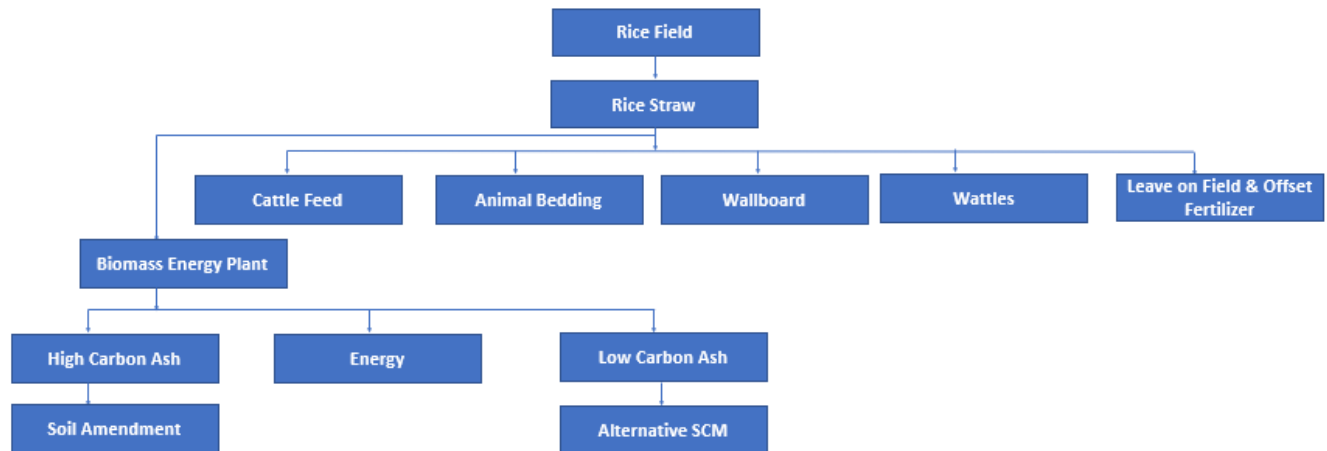 Rice Field
Rice Straw
Cattle Feed
Animal Bedding
Wallboard
Wattles
Leave on Field & Offset
Fertilizer
Biomass Energy Plant
High Carbon Ash
Energy
Low Carbon Ash
Soil Amendment
Alternative SCM